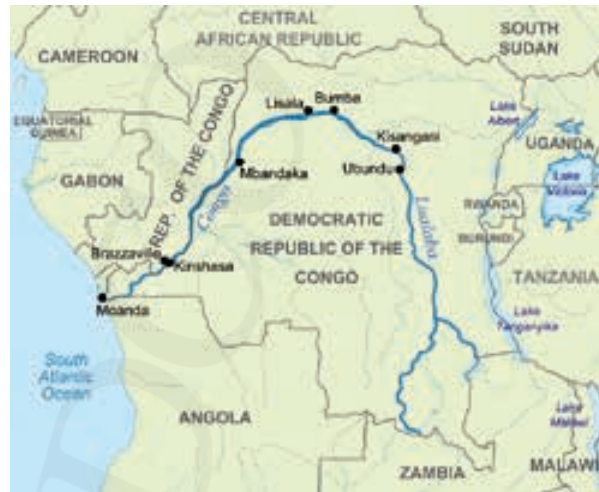 CENTRAL
AFRICAN REPUBLIC
SOUTH
SUDAN
CAMEROON
Lisala
Bumba
Lake
Albert
EQUATORIAL
GUINEA
REP. OF THE CONGO
Kisangani
UGANDA
Mbandaka
Ubundu
Lake
Victoria
GABON
Congo
Lualaba
RWANDA
DEMOCRATIC
REPUBLIC OF THE
CONGO
BURUNDI
Brazzaville
Kinshasa
TANZANIA
Moanda
Lake
Tanganyika
South
Atlantic
Ocean
ANGOLA
Lake
Malawi
ZAMBIA
MALAWI